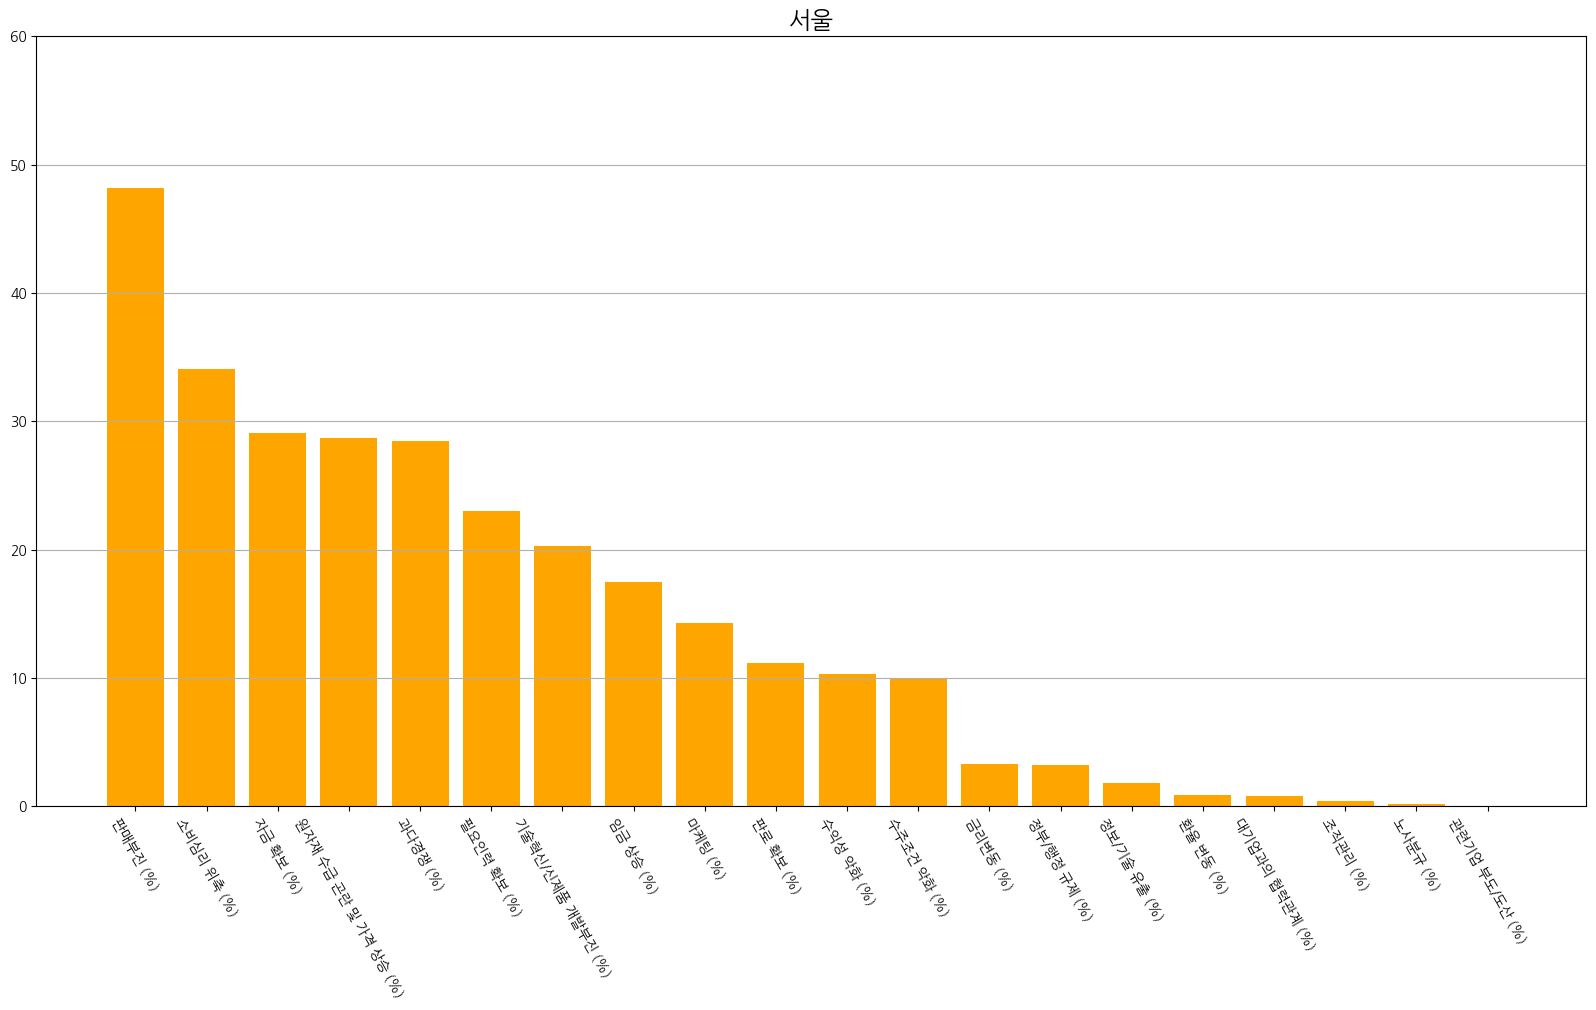 서울
60
50
40
30
20
10
0
판매부진 (%)
소비심리 위축 (%)
자금 확보 (%)
원자재 수급 곤란 및 가격 상승 (%)
과다경쟁 (%)
필요인력 확보 (%)
기술혁신/신제품 개발부진 (%)
임금 상승 (%)
마케팅 (%)
판로 확보 (%)
수익성 악화 (%)
수주조건 악화 (%)
금리변동 (%)
정부/행정 규제 (%)
정보/기술 유출 (%)
환율 변동 (%)
대기업과의 협력관계 (%)
조직관리 (%)
노사분규 (%)
관련기업 부도/도산 (%)